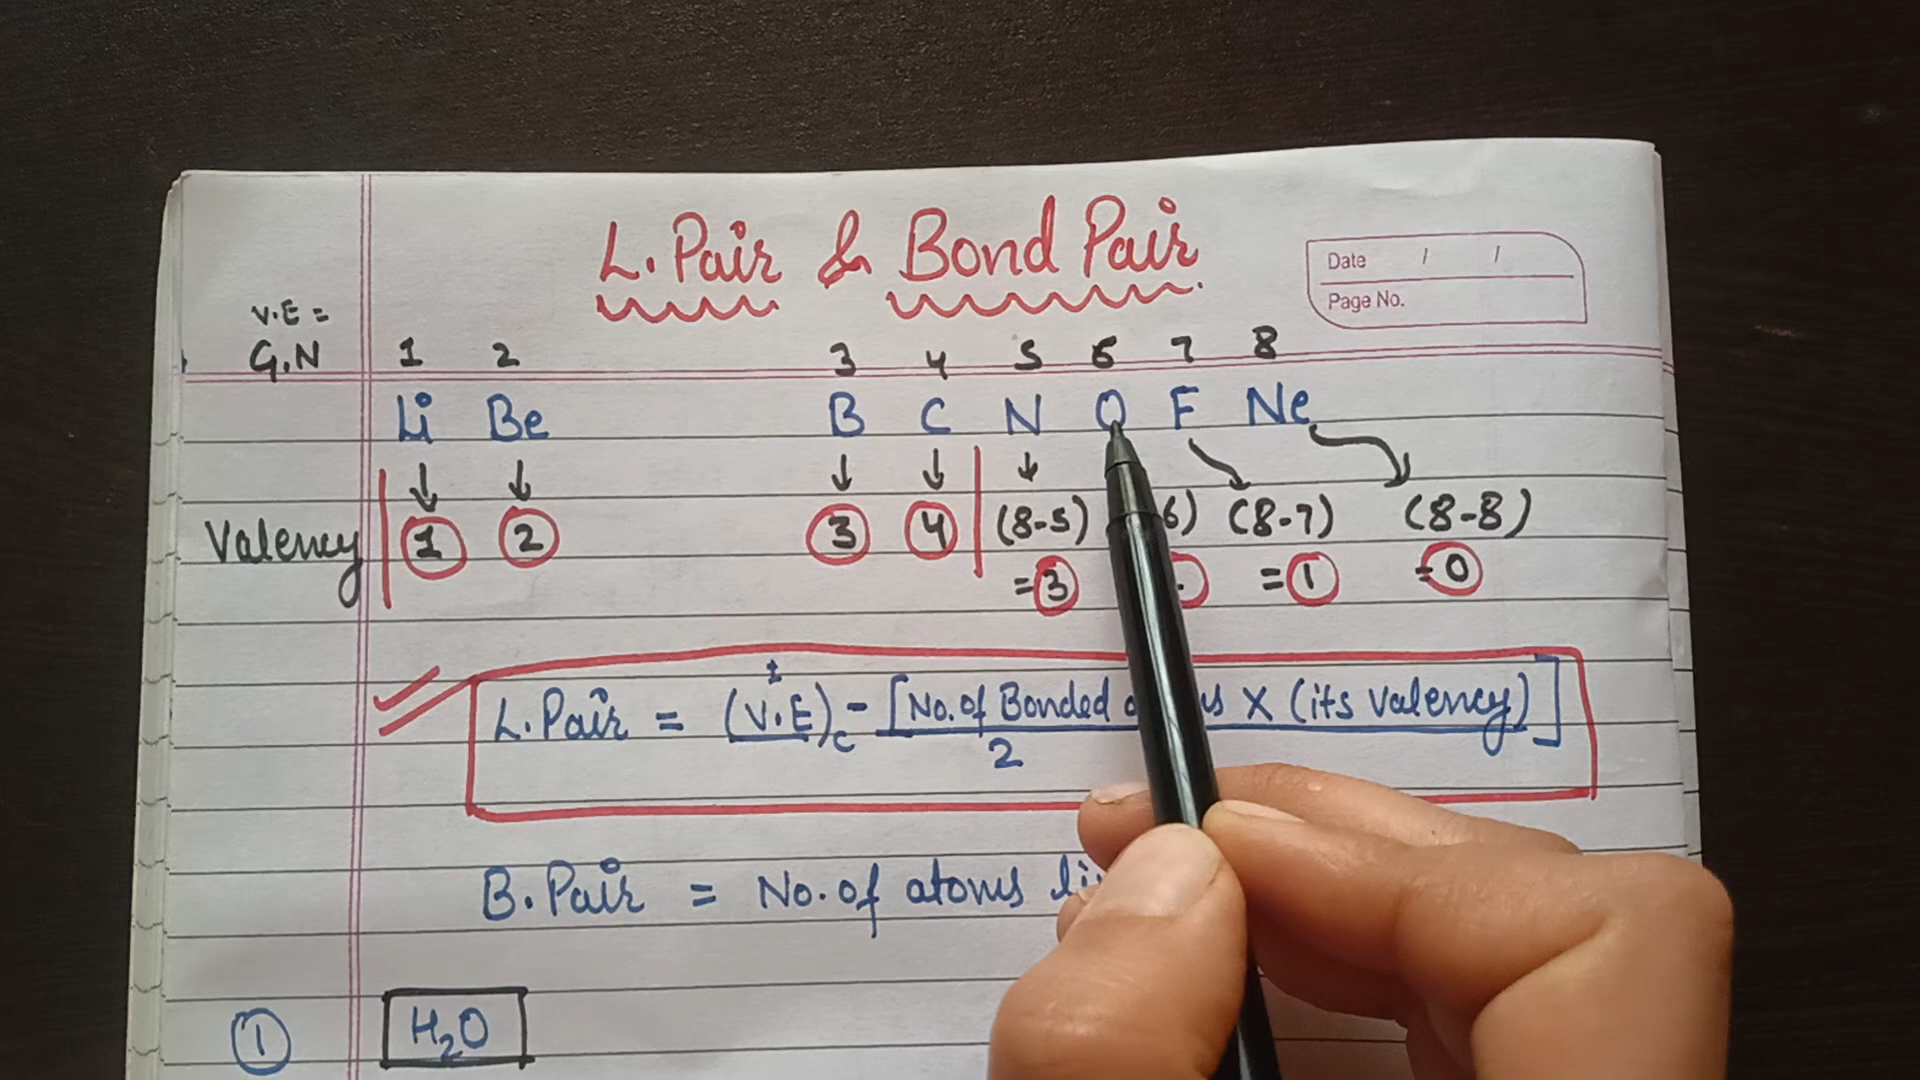 L. Pair & Bond Pair
Date / /
Page No.
V.E =
G.N 1 2 3 4 5 6 7 8
Li Be B C N O F Ne
Valency 1 2 3 4 (8-5) 6) (8-7) (8-8)
= 3 = 1 = 0
L. Pair = (V.E)c ± - [No. of Bonded X (its valency)]
2
B. Pair = No. of atoms
1 H2O